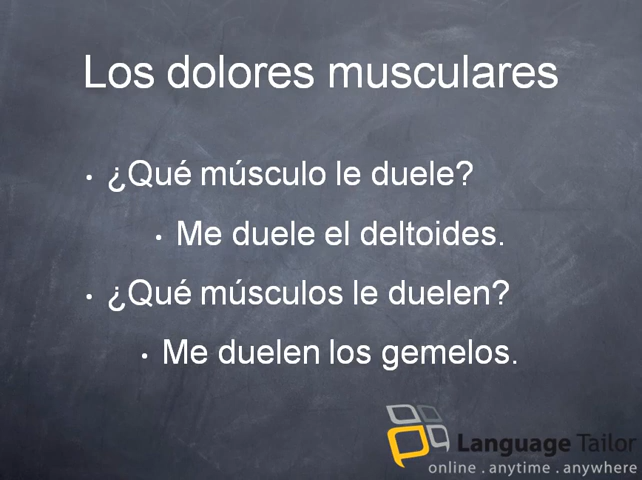 Los dolores musculares
• ¿Qué músculo le duele?
• Me duele el deltoides.
• ¿Qué músculos le duelen?
• Me duelen los gemelos.
Language Tailor
online . anytime . anywhere